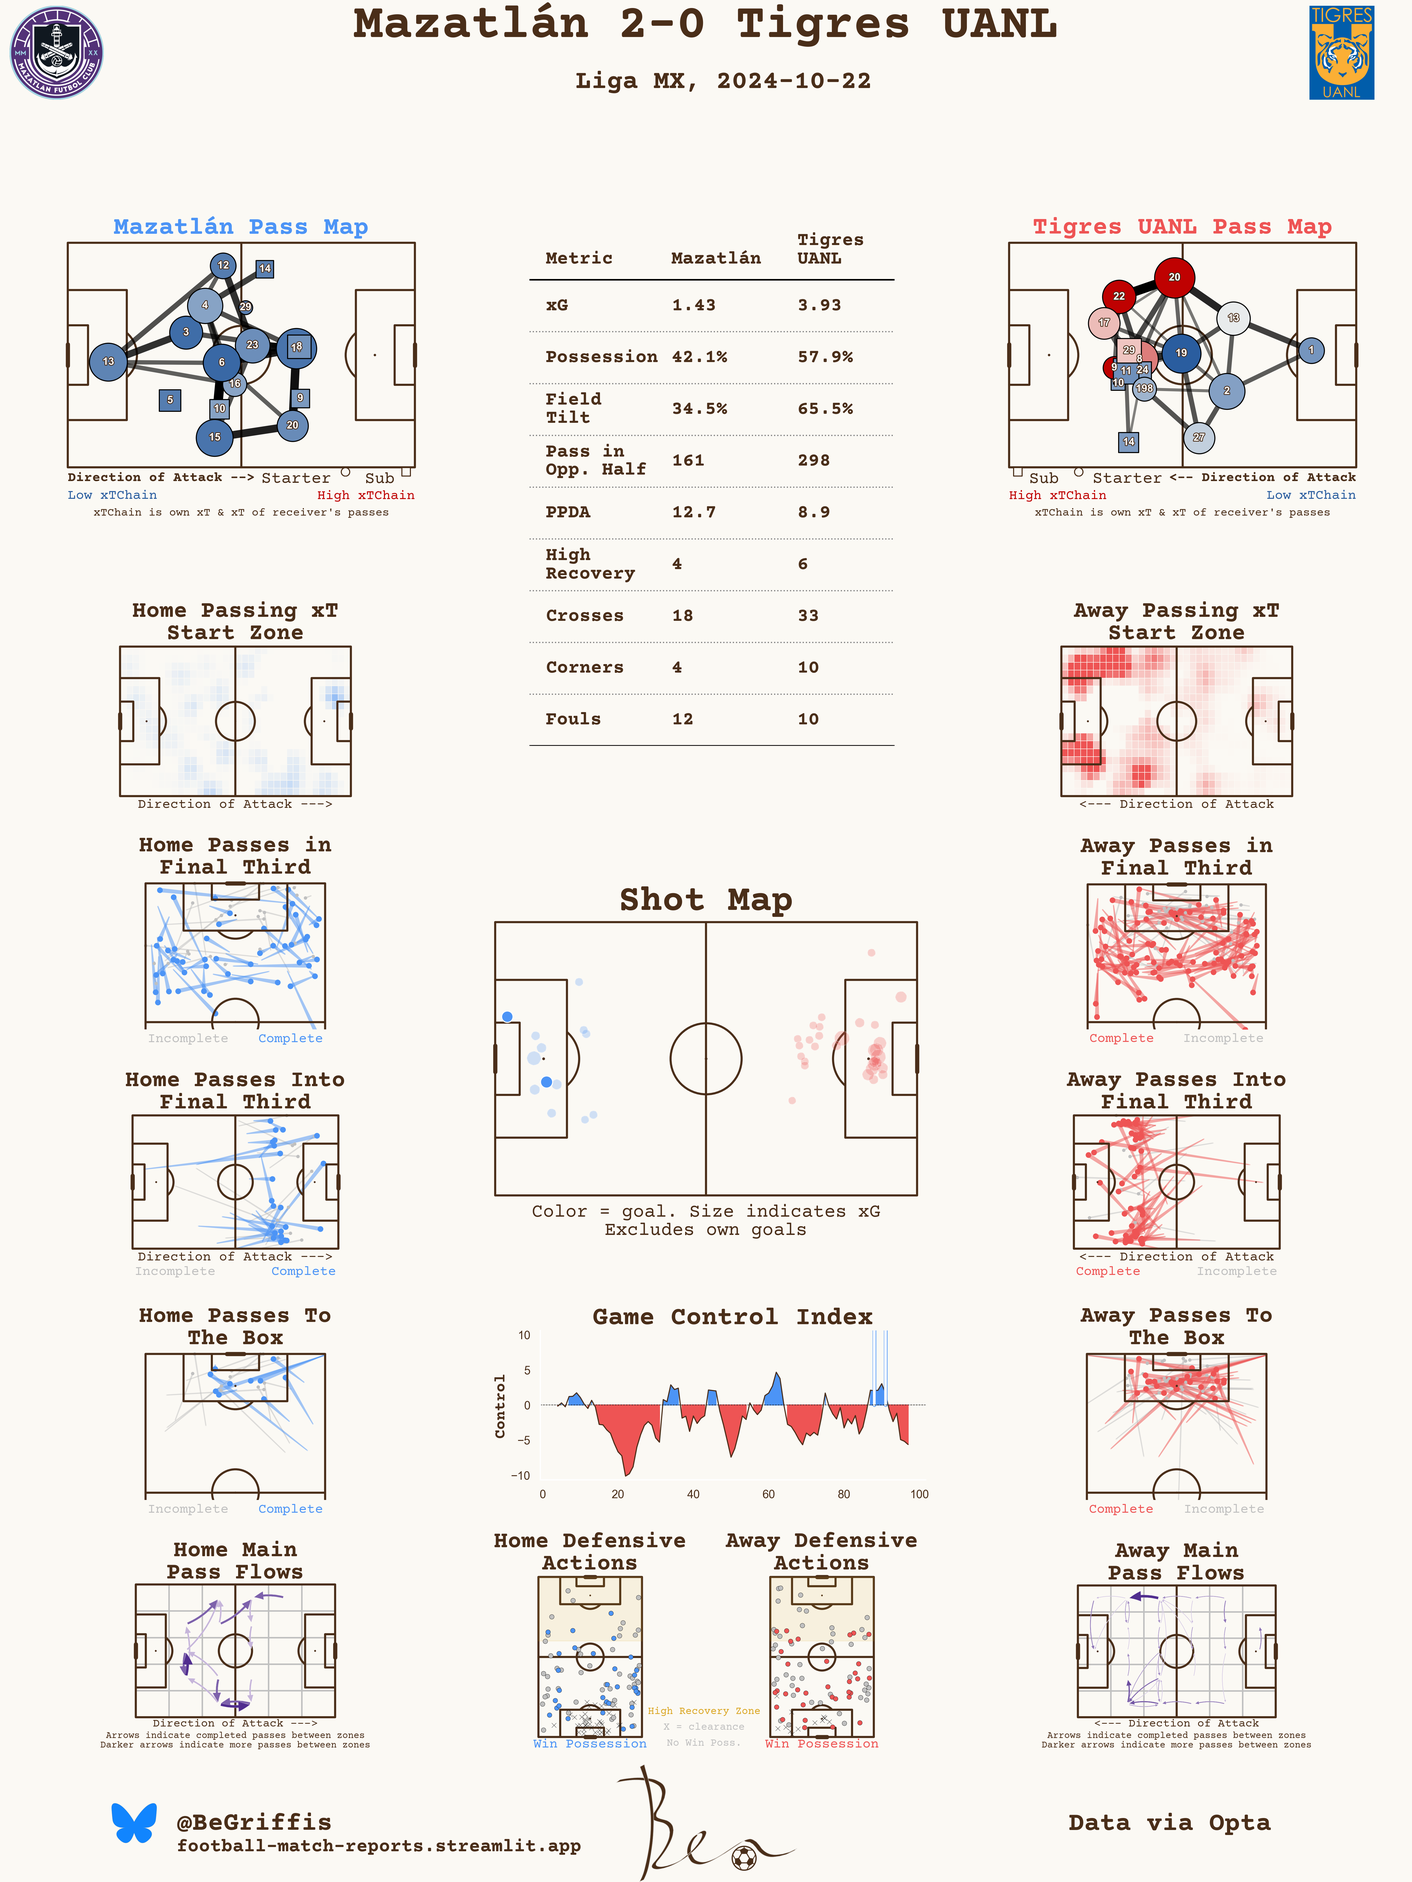 Mazatlán 2-0 Tigres UANL
Liga MX, 2024-10-22
MM XX
MAZATLAN FUTBOL CLUB
TIGRES
UANL
Mazatlán Pass Map
12
14
4
29
3
23
18
13
6
16
5
10
9
15
20
Direction of Attack --> Starter Sub
Low xTChain High xTChain
xTChain is own xT & xT of receiver's passes
Metric Mazatlán Tigres UANL
xG 1.43 3.93
Possession 42.1% 57.9%
Field Tilt 34.5% 65.5%
Pass in Opp. Half 161 298
PPDA 12.7 8.9
High Recovery 4 6
Crosses 18 33
Corners 4 10
Fouls 12 10
Tigres UANL Pass Map
20
22
17
13
29
8
19
1
9
11
24
10
198
2
14
27
Sub Starter <-- Direction of Attack
High xTChain Low xTChain
xTChain is own xT & xT of receiver's passes
Home Passing xT
Start Zone
Direction of Attack --->
Away Passing xT
Start Zone
<--- Direction of Attack
Home Passes in
Final Third
Incomplete Complete
Away Passes in
Final Third
Complete Incomplete
Shot Map
Color = goal. Size indicates xG
Excludes own goals
Home Passes Into
Final Third
Direction of Attack --->
Incomplete Complete
Away Passes Into
Final Third
<--- Direction of Attack
Complete Incomplete
Home Passes To
The Box
Incomplete Complete
Game Control Index
Control
10
5
0
−5
−10
0 20 40 60 80 100
Away Passes To
The Box
Complete Incomplete
Home Main
Pass Flows
Direction of Attack --->
Arrows indicate completed passes between zones
Darker arrows indicate more passes between zones
Home Defensive
Actions
Win Possession
Away Defensive
Actions
Win Possession
High Recovery Zone
X = clearance
No Win Poss.
Away Main
Pass Flows
<--- Direction of Attack
Arrows indicate completed passes between zones
Darker arrows indicate more passes between zones
@BeGriffis
football-match-reports.streamlit.app
Ben
Data via Opta